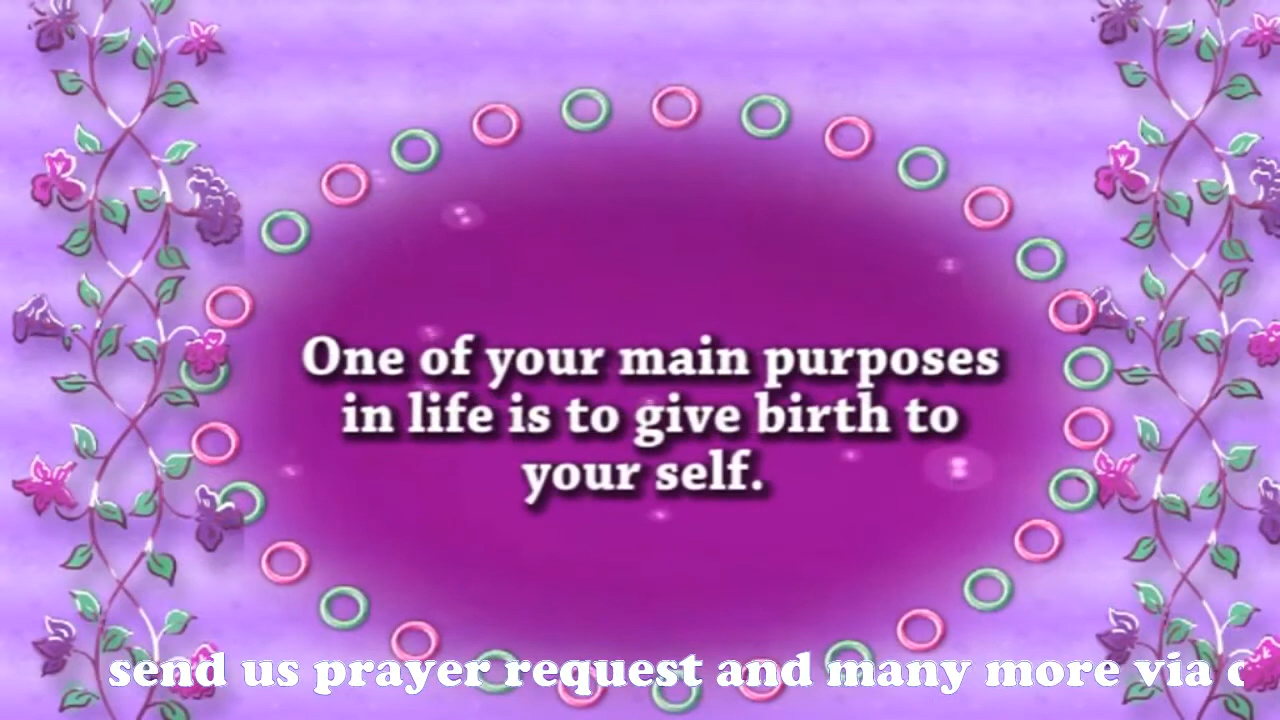 One of your main purposes
in life is to give birth to
your self.
send us prayer request and many more via